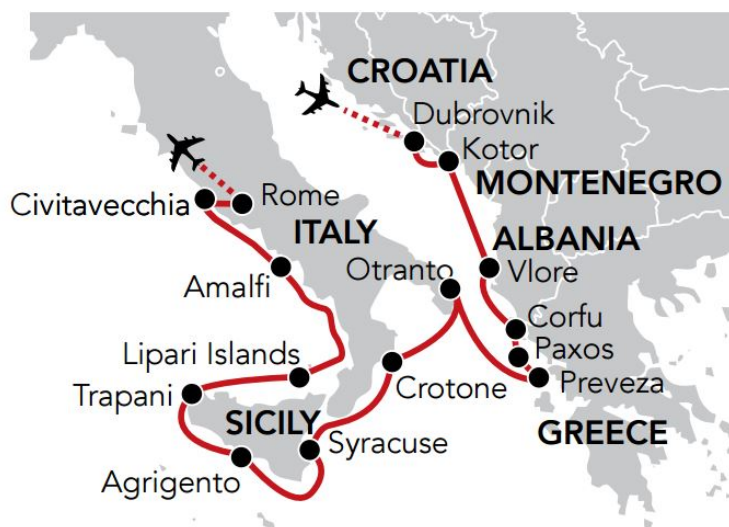 CROATIA
Dubrovnik
Kotor
MONTENEGRO
Civitavecchia
Rome
ITALY
ALBANIA
Otranto
Vlore
Amalfi
Corfu
Lipari Islands
Paxos
Trapani
Crotone
Preveza
SICILY
Syracuse
GREECE
Agrigento